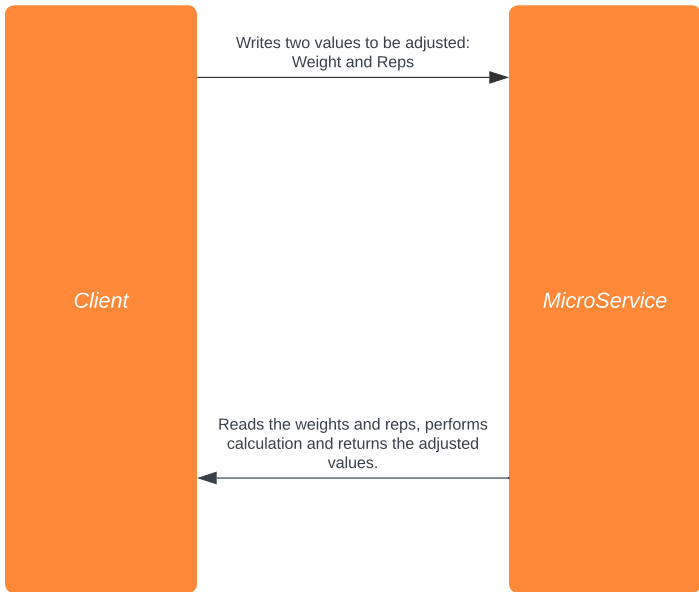 Writes two values to be adjusted:
Weight and Reps
Client
MicroService
Reads the weights and reps, performs
calculation and returns the adjusted
values.